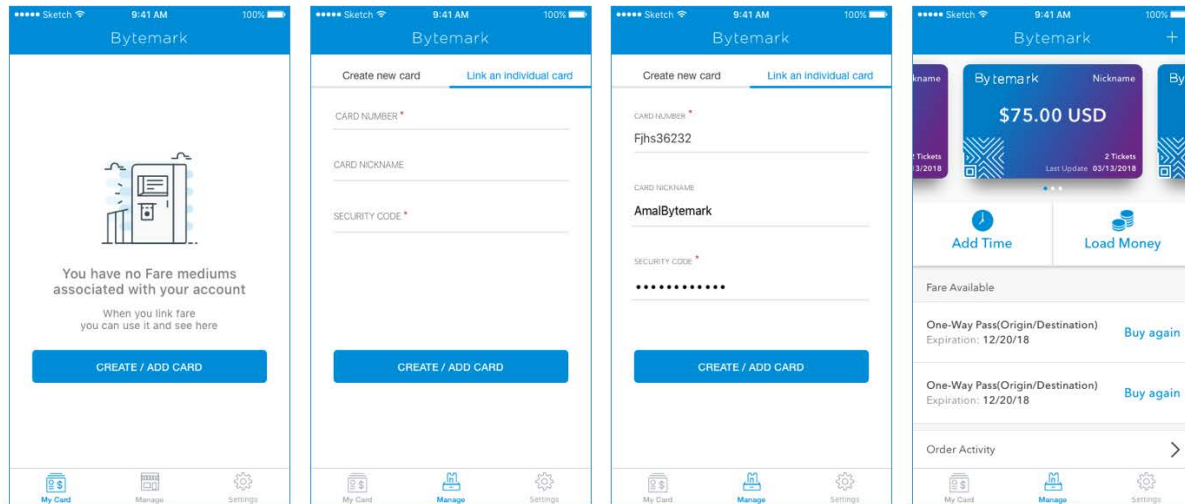 Sketch 9:41 AM 100%
Bytemark
You have no Fare mediums
associated with your account
When you link fare
you can use it and see here
CREATE / ADD CARD
My Card Manage Settings
Sketch 9:41 AM 100%
Bytemark
Create new card Link an individual card
CARD NUMBER *
CARD NICKNAME
SECURITY CODE *
CREATE / ADD CARD
My Card Manage Settings
Sketch 9:41 AM 100%
Bytemark
Create new card Link an individual card
CARD NUMBER *
Fjhs36232
CARD NICKNAME
AmalBytemark
SECURITY CODE *
••••••••••••
CREATE / ADD CARD
My Card Manage Settings
Sketch 9:41 AM 100%
Bytemark +
kname
Tickets
13/2018
Bytemark Nickname
$75.00 USD
2 Tickets
Last Update 03/13/2018
By
Add Time Load Money
Fare Available
One-Way Pass(Origin/Destination)
Expiration: 12/20/18
Buy again
One-Way Pass(Origin/Destination)
Expiration: 12/20/18
Buy again
Order Activity >
My Card Manage Settings